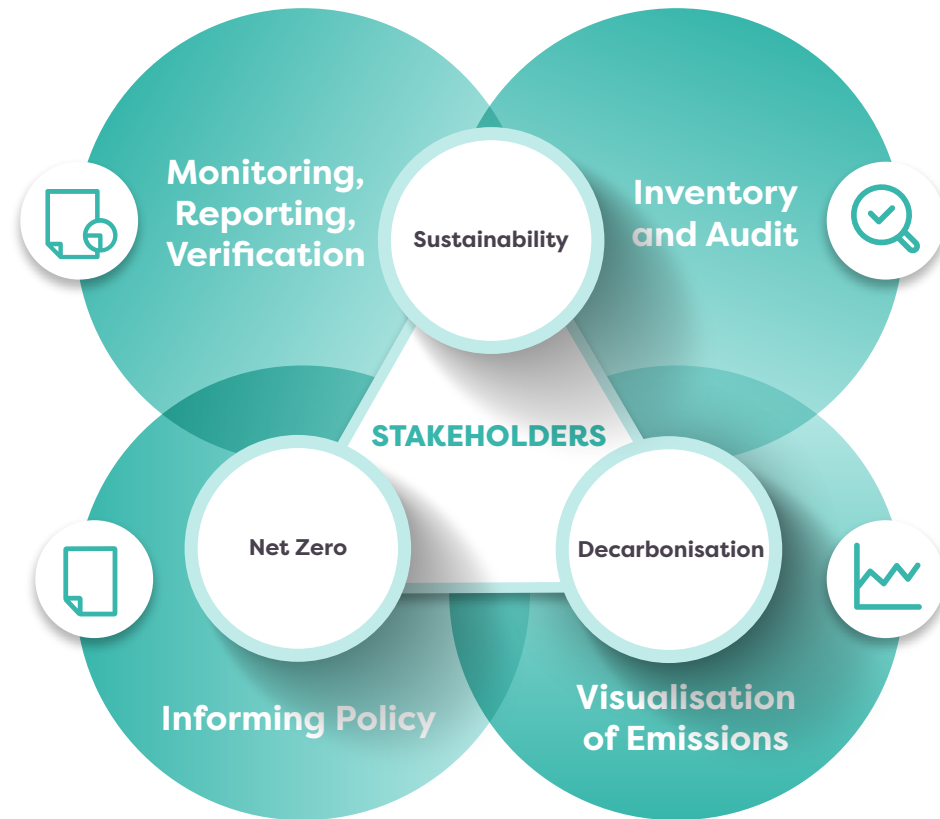 Monitoring,
Reporting,
Verification
Sustainability
Inventory
and Audit
STAKEHOLDERS
Net Zero
Decarbonisation
Informing Policy
Visualisation
of Emissions